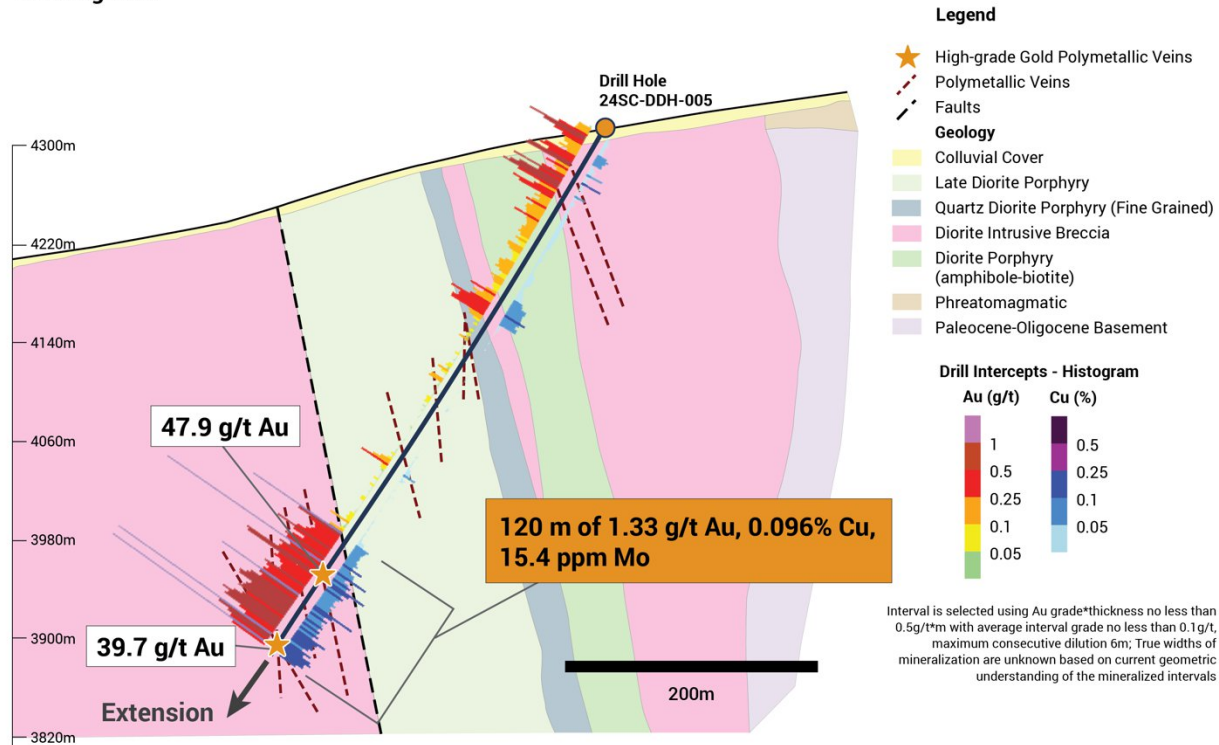 Legend
High-grade Gold Polymetallic Veins
Polymetallic Veins
Faults
Geology
Colluvial Cover
Late Diorite Porphyry
Quartz Diorite Porphyry (Fine Grained)
Diorite Intrusive Breccia
Diorite Porphyry
(amphibole-biotite)
Phreatomagmatic
Paleocene-Oligocene Basement
Drill Hole
24SC-DDH-005
4300m
4220m
4140m
4060m
3980m
3900m
3820m
47.9 g/t Au
39.7 g/t Au
Extension
120 m of 1.33 g/t Au, 0.096% Cu,
15.4 ppm Mo
200m
Drill Intercepts - Histogram
Au (g/t)
1
0.5
0.25
0.1
0.05
Cu (%)
0.5
0.25
0.1
0.05
Interval is selected using Au grade*thickness no less than
0.5g/t*m with average interval grade no less than 0.1g/t,
maximum consecutive dilution 6m; True widths of
mineralization are unknown based on current geometric
understanding of the mineralized intervals